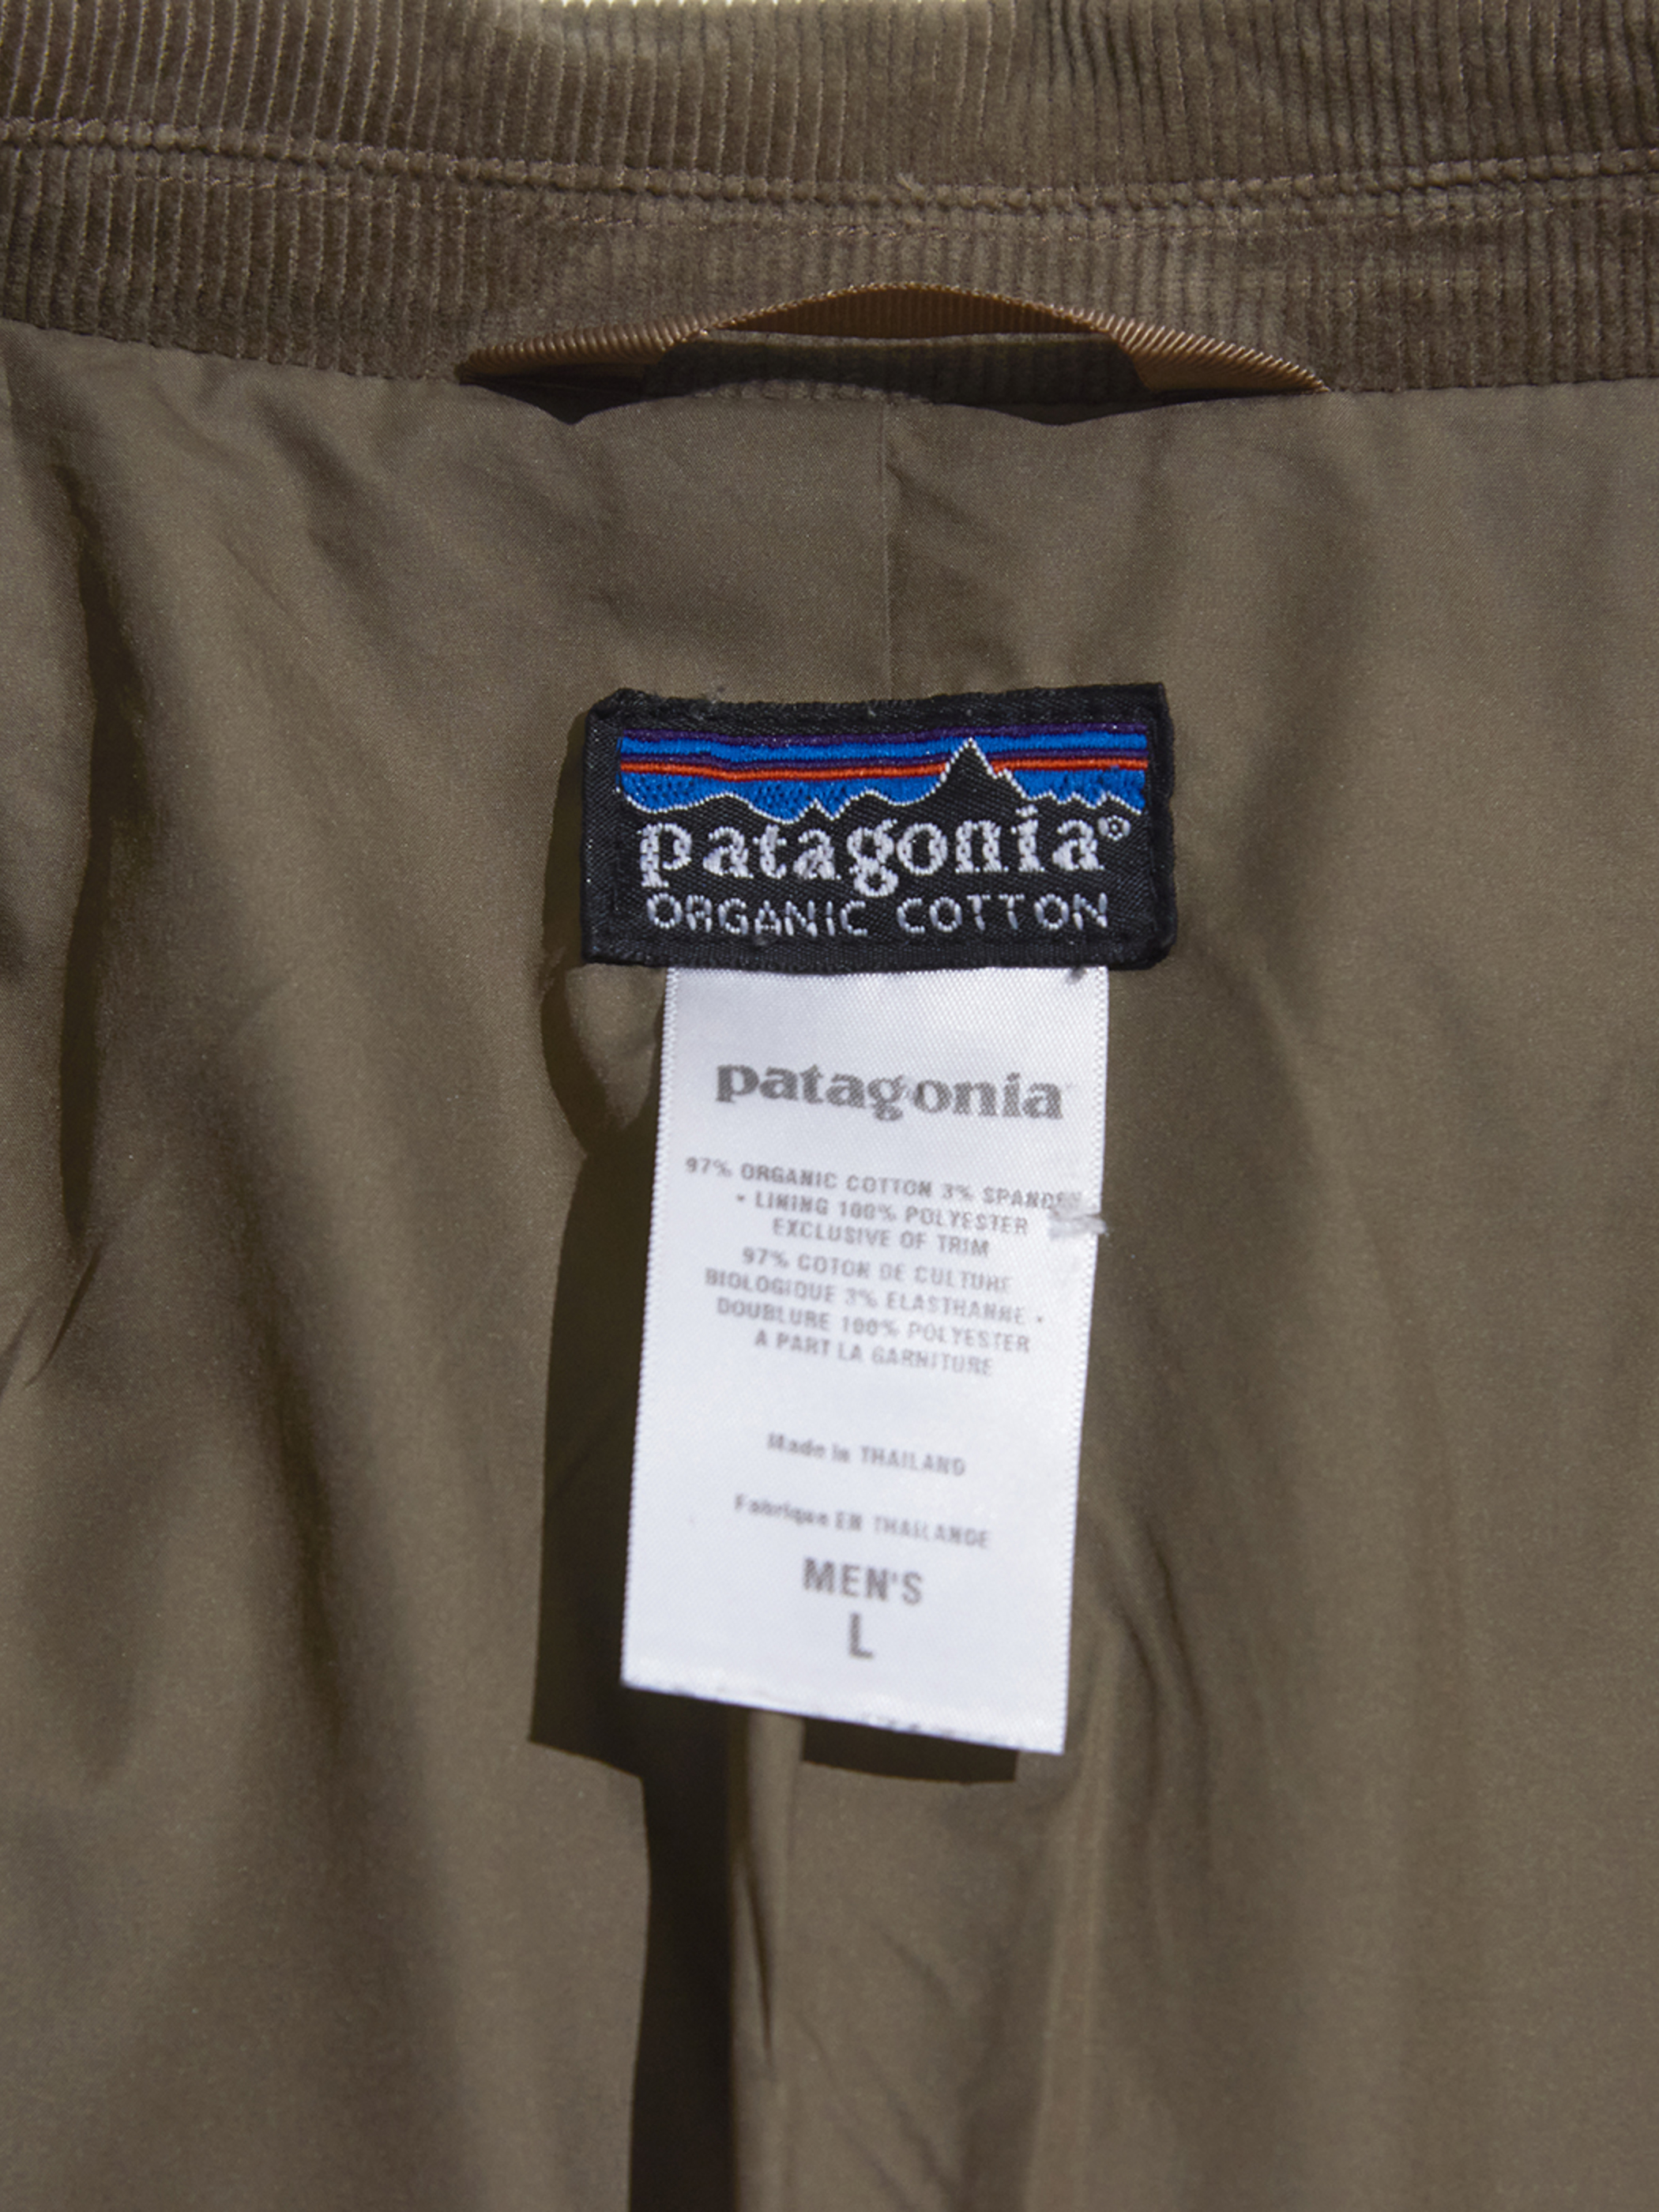 patagonia®
ORGANIC COTTON
patagonia
97% ORGANIC COTTON 3% SPANDEX
• LINING 100% POLYESTER
EXCLUSIVE OF TRIM
97% COTON DE CULTURE
BIOLOGIQUE 3% ELASTHANNE •
DOUBLURE 100% POLYESTER
A PART LA GARNITURE
Made in THAILAND
Fabrique EN THAILANDE
MEN'S
L